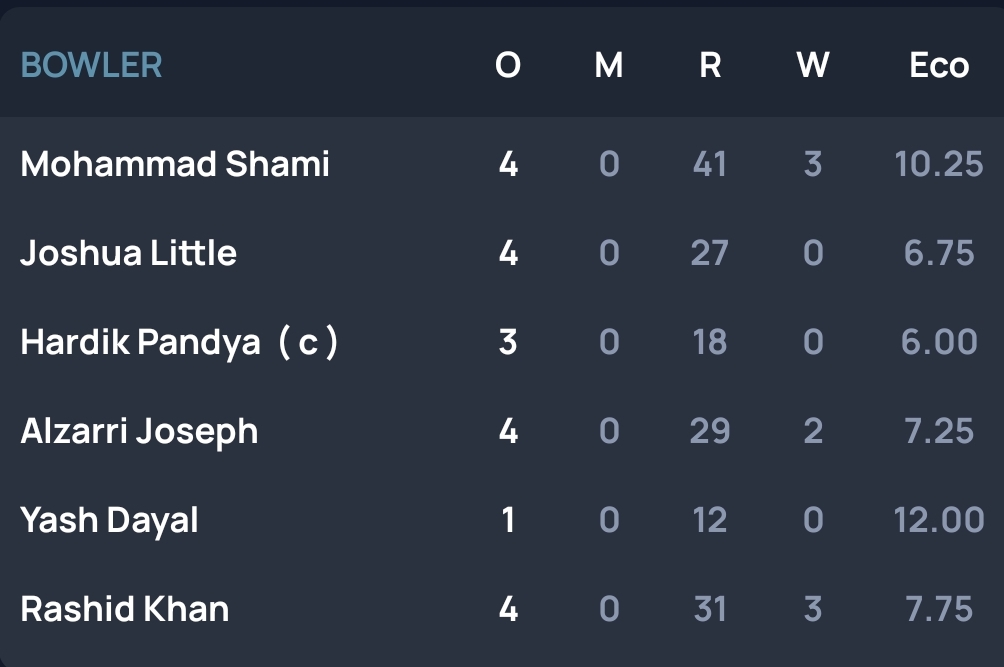 BOWLER O M R W Eco
Mohammad Shami 4 0 41 3 10.25
Joshua Little 4 0 27 0 6.75
Hardik Pandya ( c ) 3 0 18 0 6.00
Alzarri Joseph 4 0 29 2 7.25
Yash Dayal 1 0 12 0 12.00
Rashid Khan 4 0 31 3 7.75